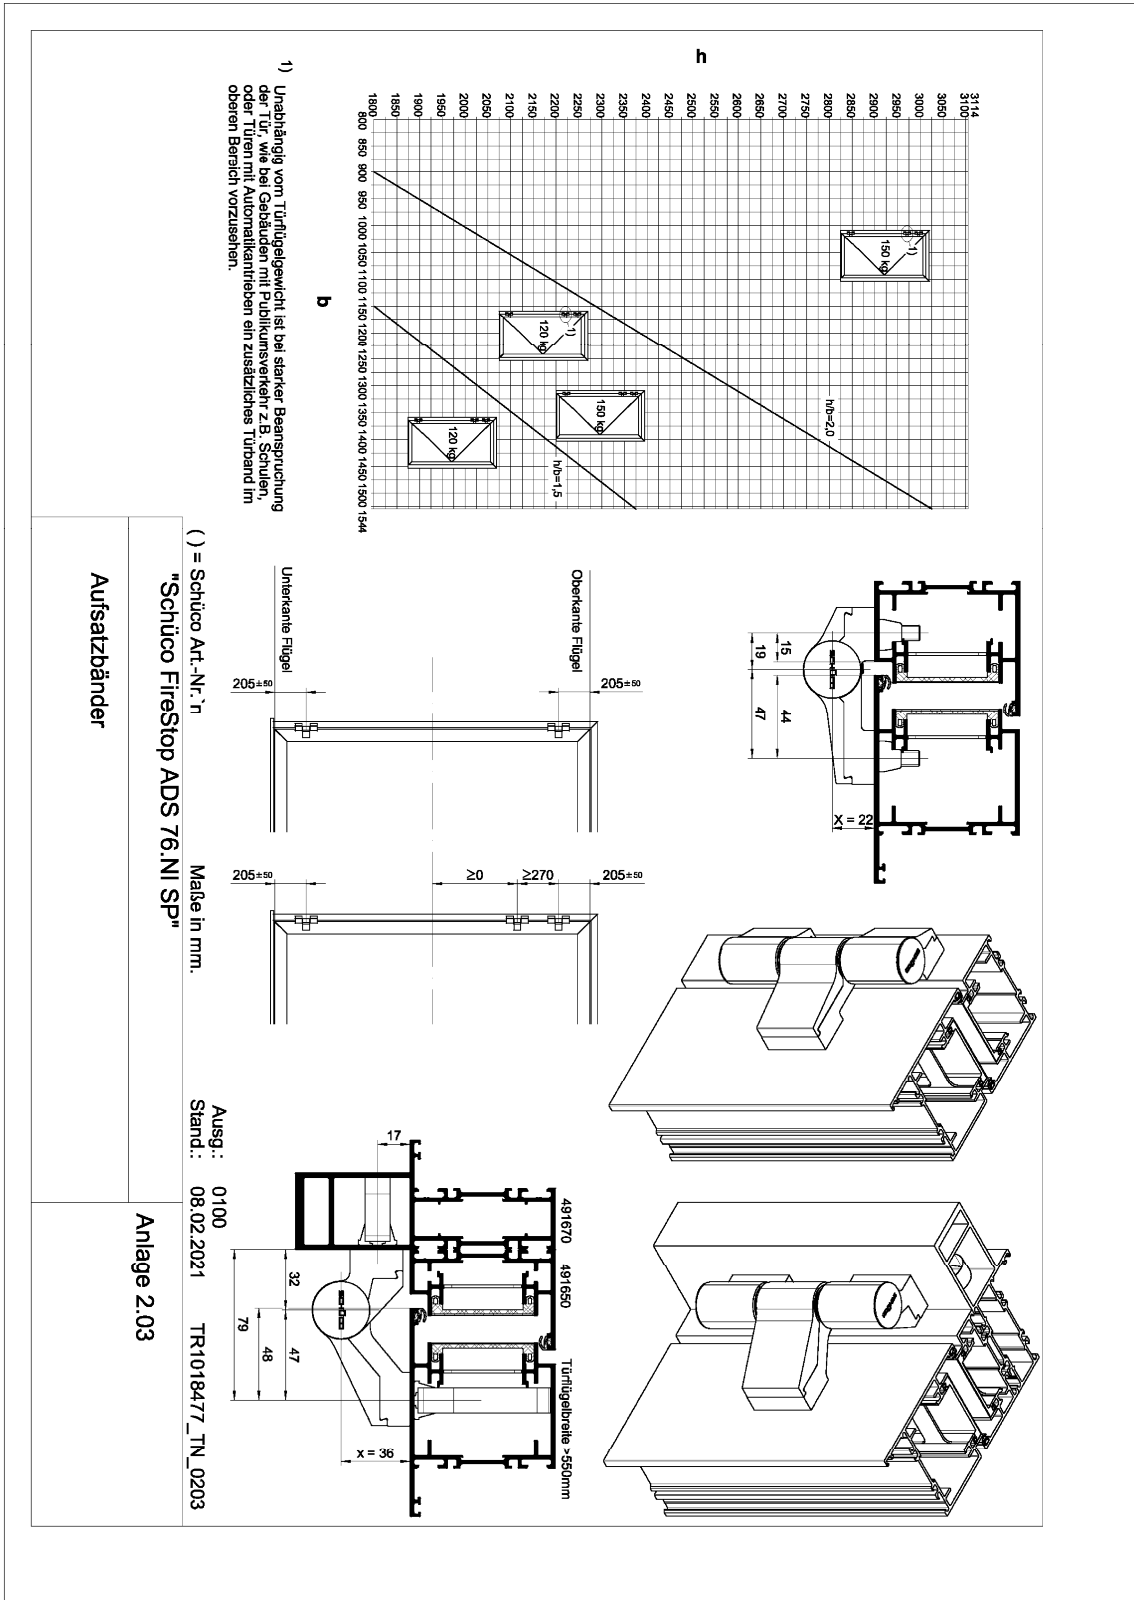 h
3114
3100
3050
3000
2950
2900
2850
2800
2750
2700
2650
2600
2550
2500
2450
2400
2350
2300
2250
2200
2150
2100
2050
2000
1950
1900
1850
1800
800 850 900 950 1000 1050 1100 1150 1200 1250 1300 1350 1400 1450 1500 1544
b
1)
150 kg
1)
120 kg
150 kg
120 kg
h/b=2,0
h/b=1,5
1) Unabhängig vom Türflügelgewicht ist bei starker Beanspruchung
der Tür, wie bei Gebäuden mit Publikumsverkehr z.B. Schulen,
oder Türen mit Automatikantrieben ein zusätzliches Türband im
oberen Bereich vorzusehen.
15
44
19
47
X = 22
Oberkante Flügel
Unterkante Flügel
205±50
205±50
205±50
≥270
≥0
205±50
491670
491650
Türflügelbreite >550mm
17
32
47
48
79
x = 36
( ) = Schüco Art.-Nr.`n
Maße in mm.
Ausg.: 0100
Stand.: 08.02.2021 TR1018477_TN_0203
"Schüco FireStop ADS 76.NI SP"
Aufsatzbänder
Anlage 2.03